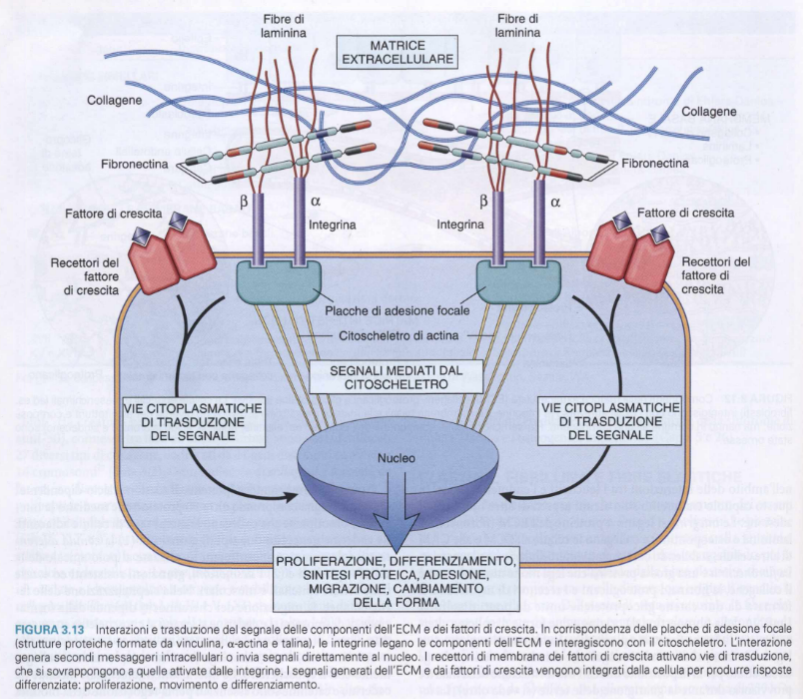 Fibre di
laminina
Fibre di
laminina
MATRICE
EXTRACELLULARE
Collagene
Collagene
Fibronectina
Fibronectina
β
α
β
α
Fattore di crescita
Integrina
Integrina
Fattore di crescita
Recettori del
fattore
di crescita
Recettori del
fattore di
crescita
Placche di adesione focale
Citoscheletro di actina
SEGNALI MEDIATI DAL
CITOSCHELETRO
VIE CITOPLASMATICHE
DI TRASDUZIONE
DEL SEGNALE
VIE CITOPLASMATICHE
DI TRASDUZIONE
DEL SEGNALE
Nucleo
PROLIFERAZIONE, DIFFERENZIAMENTO,
SINTESI PROTEICA, ADESIONE,
MIGRAZIONE, CAMBIAMENTO
DELLA FORMA
FIGURA 3.13 Interazioni e trasduzione del segnale delle componenti dell'ECM e dei fattori di crescita. In corrispondenza delle placche di adesione focale
(strutture proteiche formate da vinculina, α-actina e talina), le integrine legano le componenti dell'ECM e interagiscono con il citoscheletro. L'interazione
genera secondi messaggeri intracellulari o invia segnali direttamente al nucleo. I recettori di membrana dei fattori di crescita attivano vie di trasduzione,
che si sovrappongono a quelle attivate dalle integrine. I segnali generati dell'ECM e dai fattori di crescita vengono integrati dalla cellula per produrre risposte
differenziate: proliferazione, movimento o differenziamento.